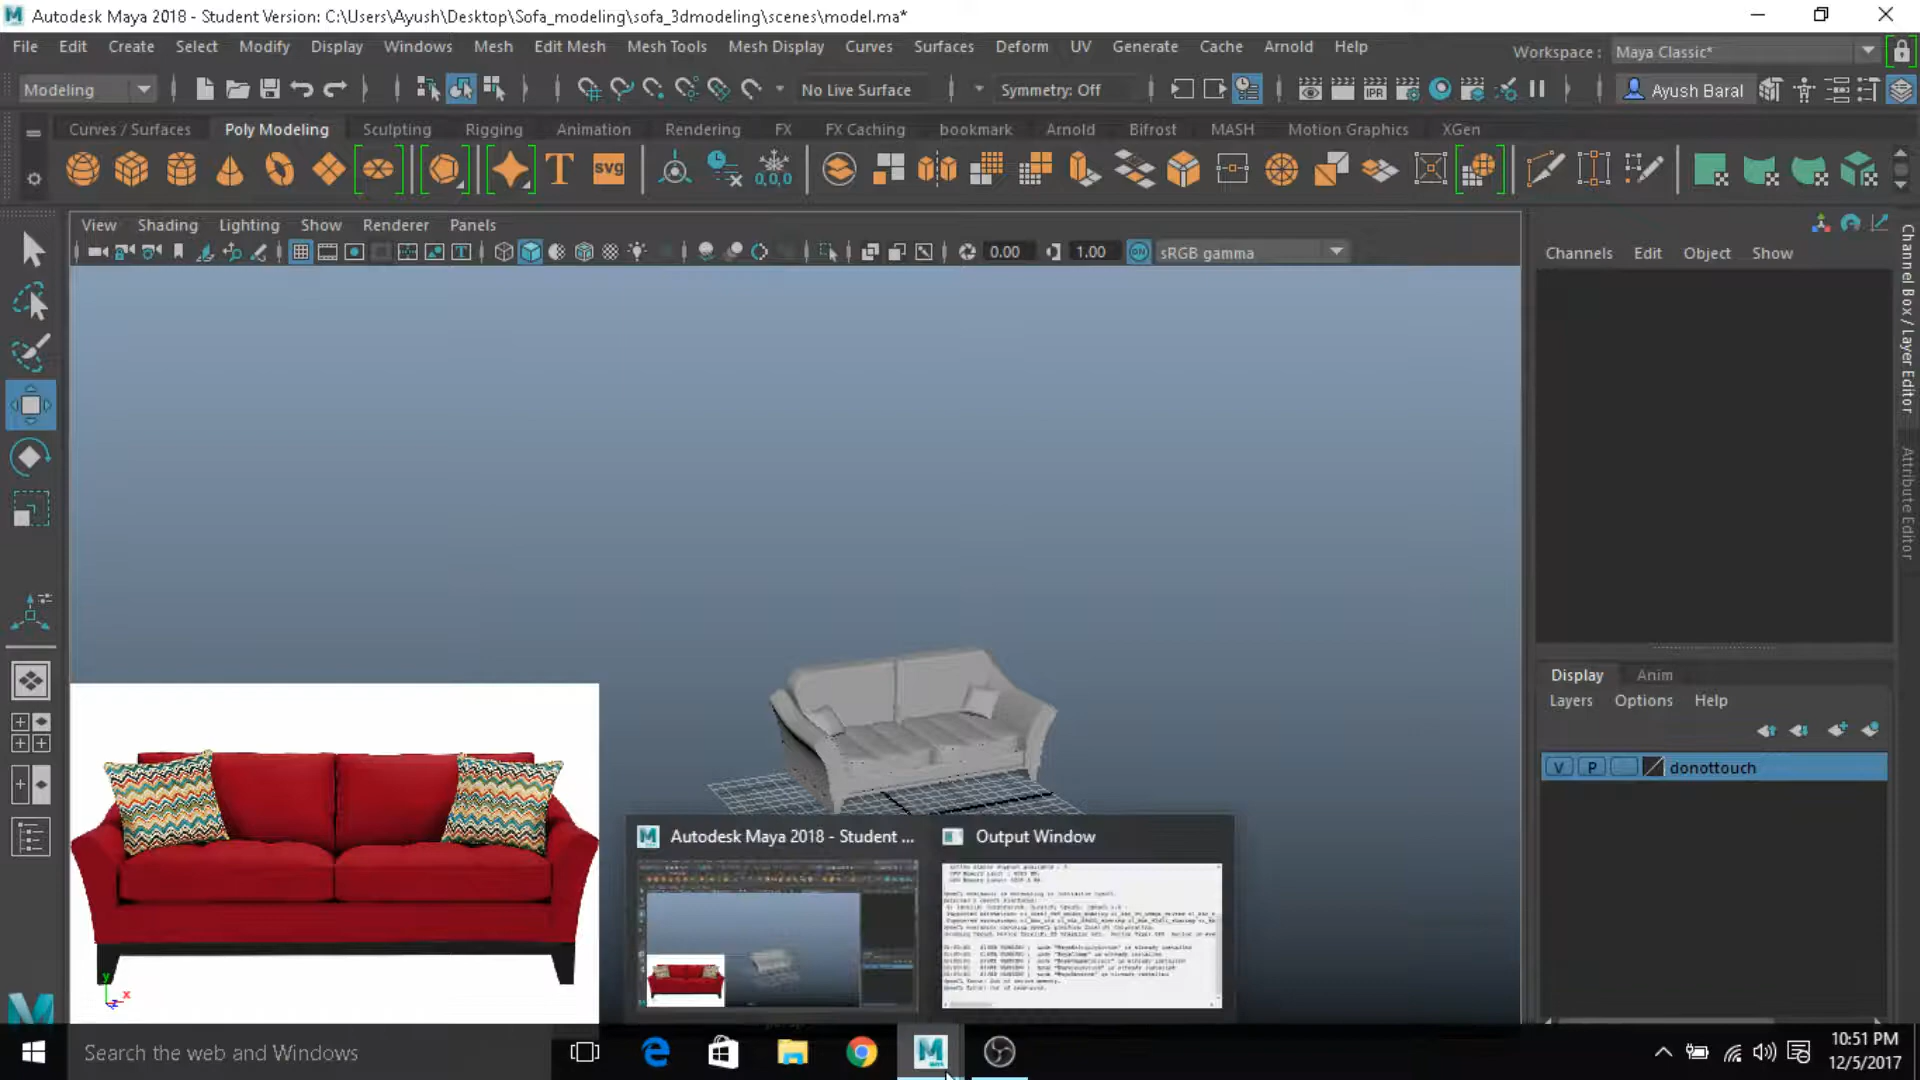 Autodesk Maya 2018 - Student Version: C:\Users\Ayush\Desktop\Sofa_modeling\sofa_3dmodeling\scenes\model.ma*
File Edit Create Select Modify Display Windows Mesh Edit Mesh Mesh Tools Mesh Display Curves Surfaces Deform UV Generate Cache Arnold Help
Workspace : Maya Classic*
Modeling
No Live Surface
Symmetry: Off
IPR
Ayush Baral
Curves / Surfaces Poly Modeling Sculpting Rigging Animation Rendering FX FX Caching bookmark Arnold Bifrost MASH Motion Graphics XGen
T SVG 0,0,0
View Shading Lighting Show Renderer Panels
0.00 1.00 ON sRGB gamma
Channels Edit Object Show
Channel Box / Layer Editor
Attribute Editor
Display Anim
Layers Options Help
V P donottouch
y
x
z
Autodesk Maya 2018 - Student ...
Output Window
Search the web and Windows
10:51 PM
12/5/2017